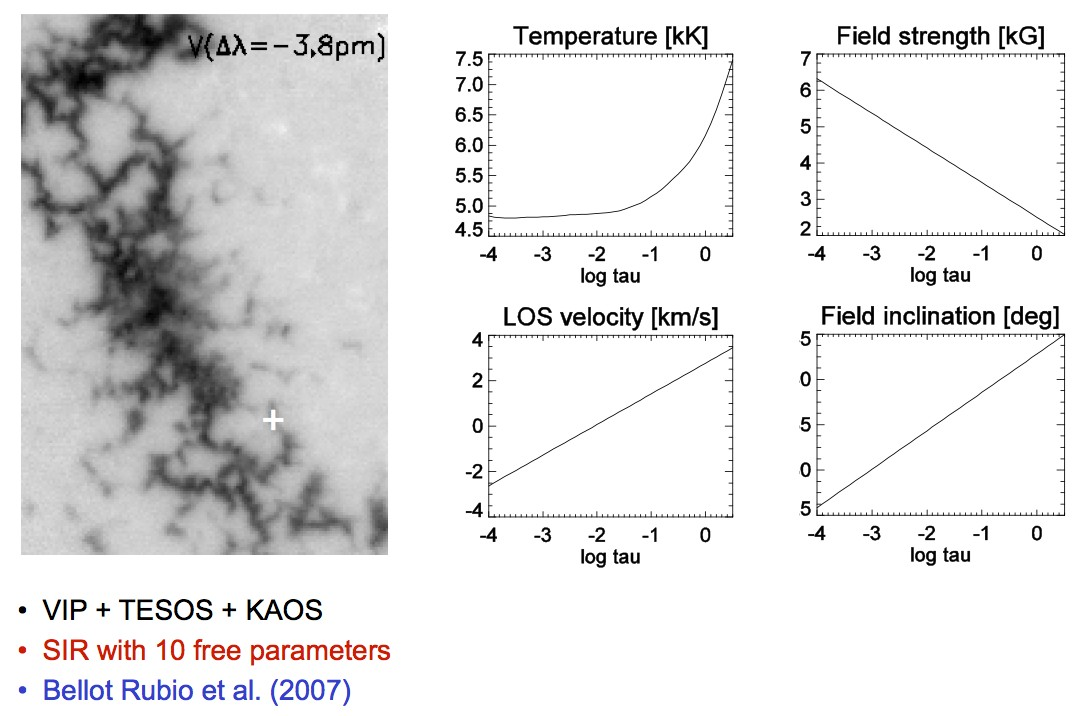 V(Δλ=−3,8pm)
Temperature [kK]
7.5
7.0
6.5
6.0
5.5
5.0
4.5
-4 -3 -2 -1 0
log tau
Field strength [kG]
7
6
5
4
3
2
-4 -3 -2 -1 0
log tau
LOS velocity [km/s]
4
2
0
-2
-4
-4 -3 -2 -1 0
log tau
Field inclination [deg]
5
0
5
0
5
-4 -3 -2 -1 0
log tau
• VIP + TESOS + KAOS
• SIR with 10 free parameters
• Bellot Rubio et al. (2007)